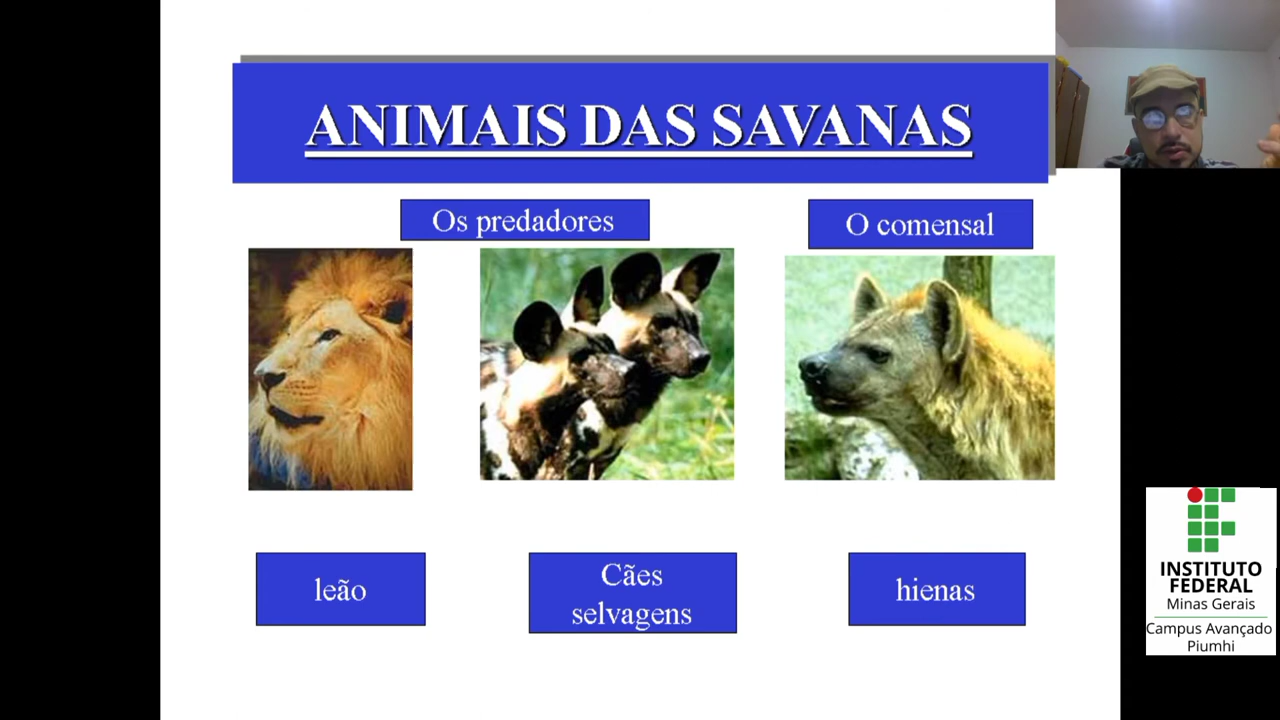 ANIMAIS DAS SAVANAS
Os predadores
O comensal
leão
Cães
selvagens
hienas
INSTITUTO
FEDERAL
Minas Gerais
Campus Avançado
Piumhi